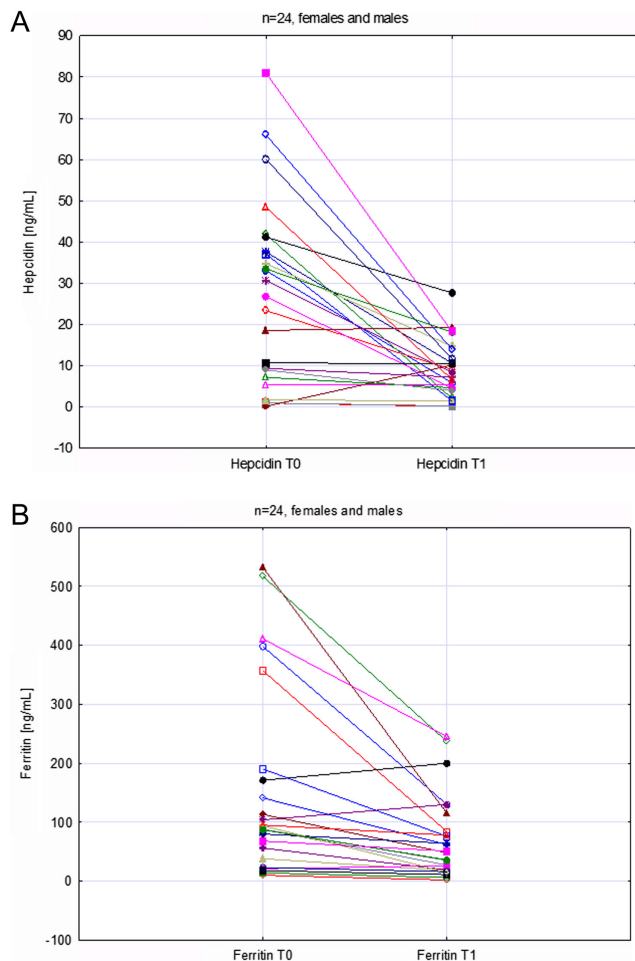 A
n=24, females and males
Hepcidin [ng/mL]
90
80
70
60
50
40
30
20
10
0
-10
Hepcidin T0 Hepcidin T1
B
n=24, females and males
Ferritin [ng/mL]
600
500
400
300
200
100
0
-100
Ferritin T0 Ferritin T1